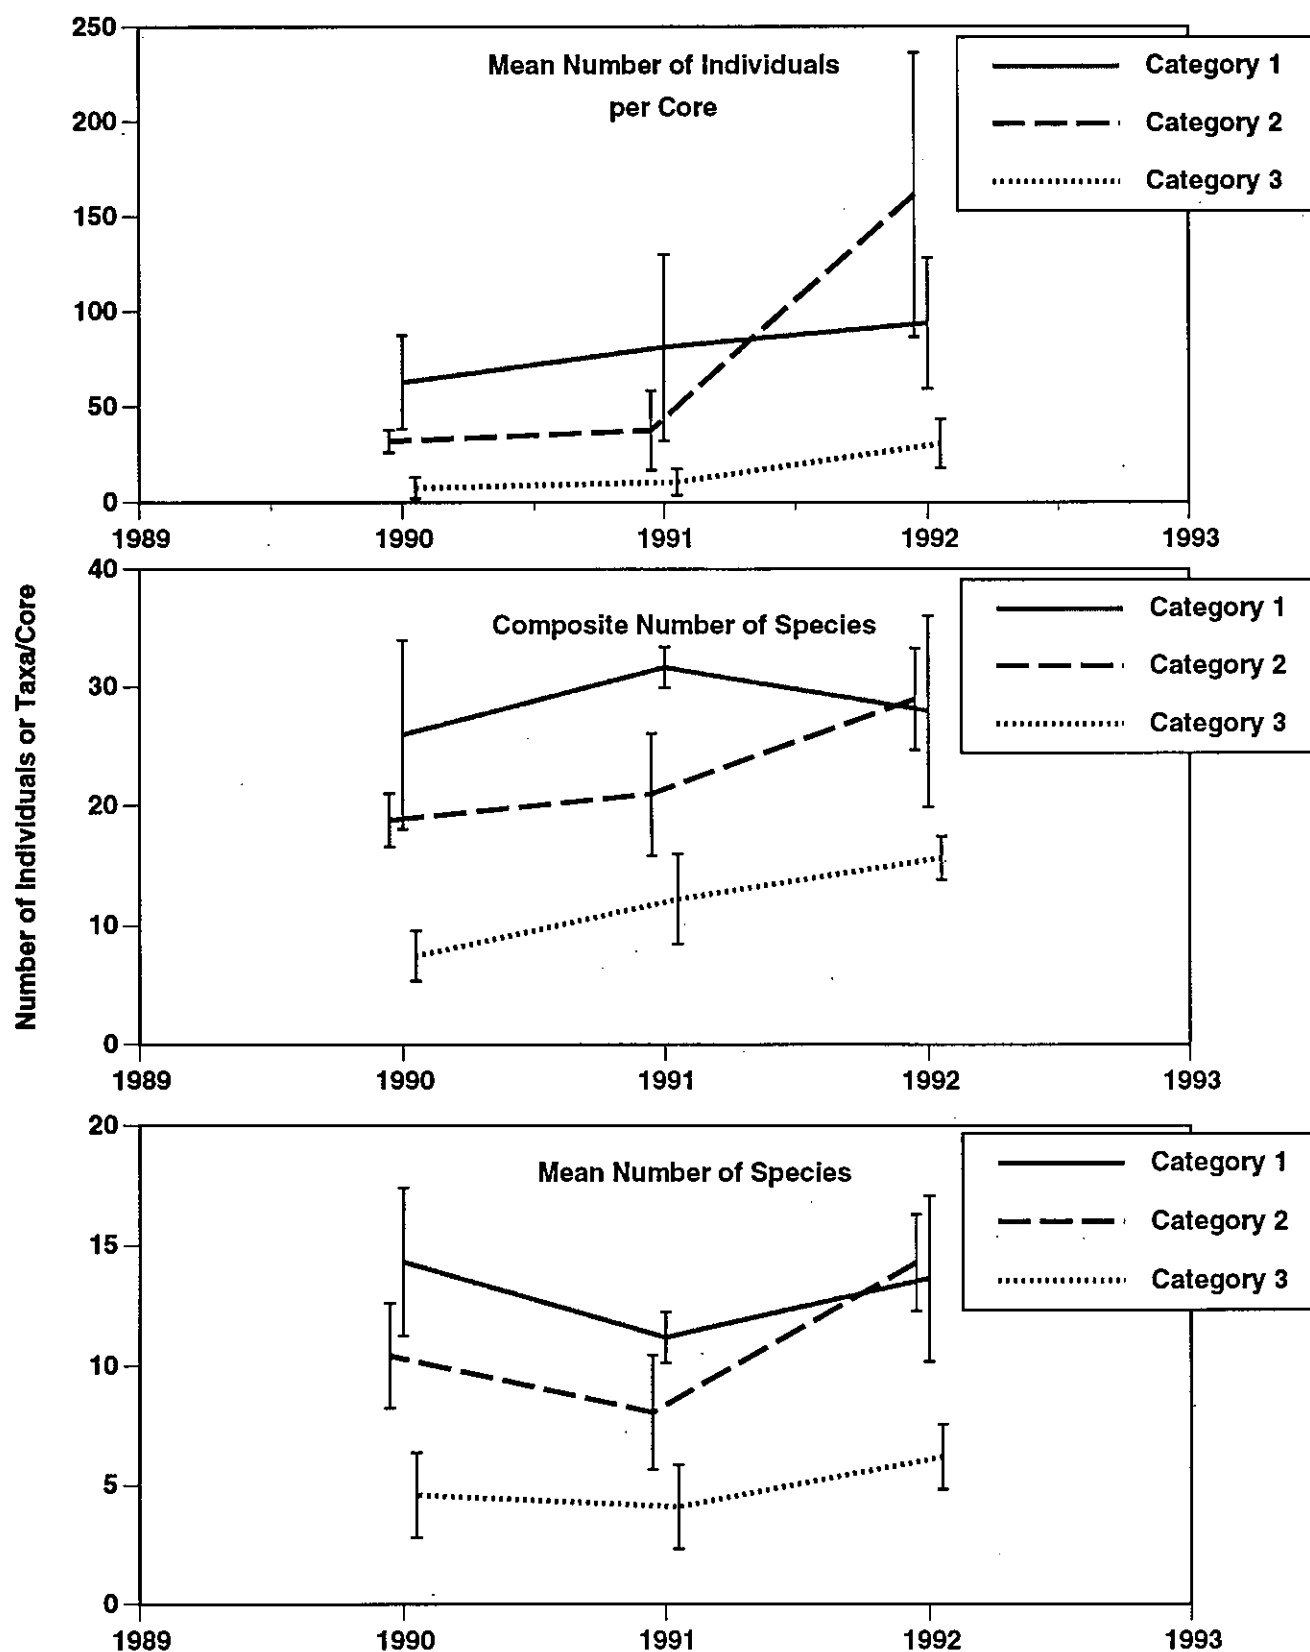 Number of Individuals or Taxa/Core
Mean Number of Individuals
per Core
Category 1
Category 2
Category 3
250
200
150
100
50
0
1989 1990 1991 1992 1993
Composite Number of Species
Category 1
Category 2
Category 3
40
30
20
10
0
1989 1990 1991 1992 1993
Mean Number of Species
Category 1
Category 2
Category 3
20
15
10
5
0
1989 1990 1991 1992 1993